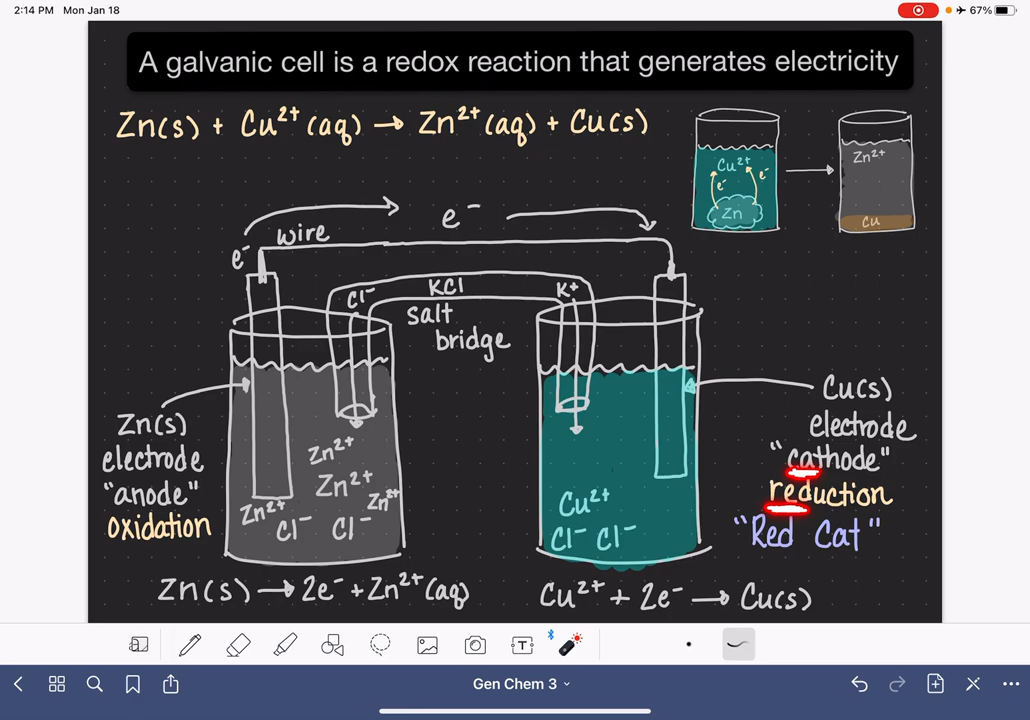 2:14 PM Mon Jan 18
67%
A galvanic cell is a redox reaction that generates electricity
Zn(s) + Cu²⁺(aq) → Zn²⁺(aq) + Cu(s)
Cu²⁺
e⁻ e⁻
Zn
Zn²⁺
Cu
e⁻
wire
e⁻
Cl⁻
KCl
K⁺
salt
bridge
Zn(s)
electrode
"anode"
oxidation
Zn²⁺
Zn²⁺
Zn²⁺
Zn²⁺
Cl⁻ Cl⁻
Cu²⁺
Cl⁻ Cl⁻
Cu(s)
electrode
"cathode"
reduction
"Red Cat"
Zn(s) → 2e⁻ + Zn²⁺(aq)
Cu²⁺ + 2e⁻ → Cu(s)
T
Gen Chem 3